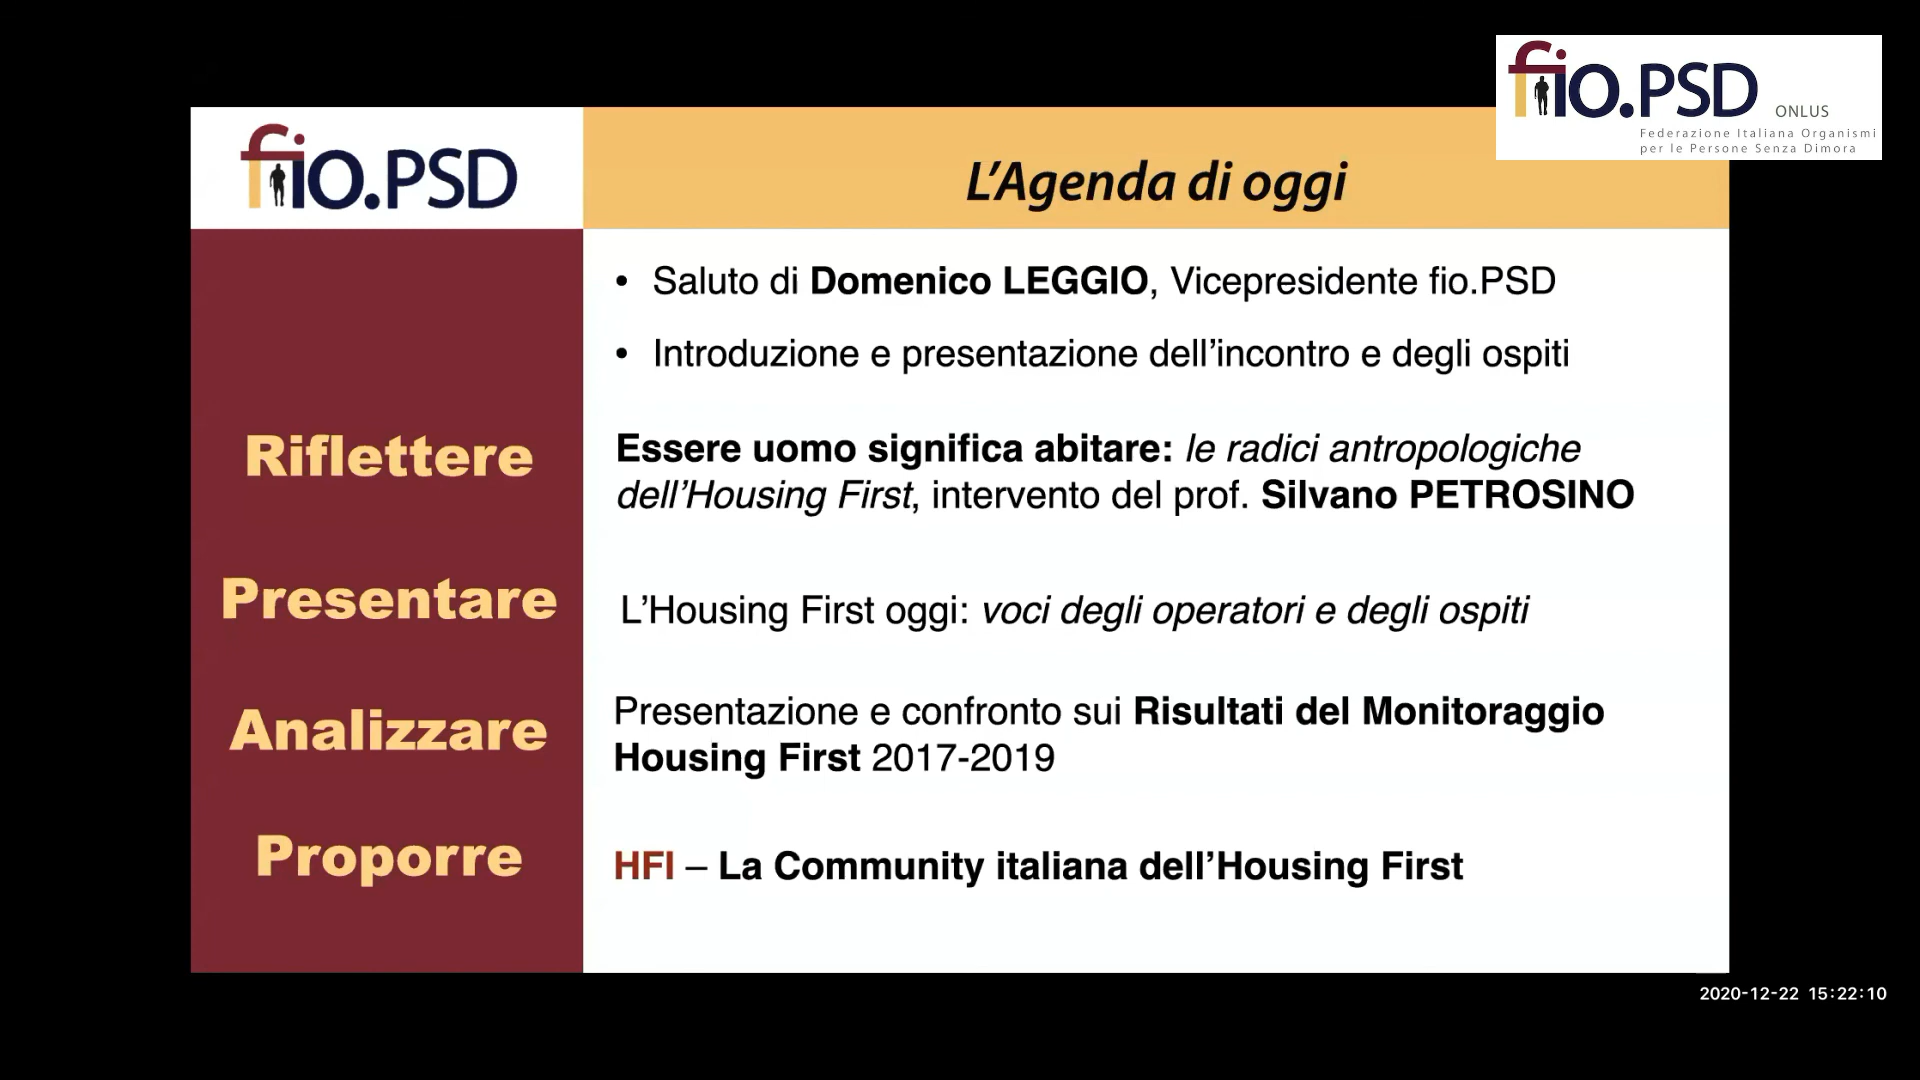 fio.PSD ONLUS
Federazione Italiana Organismi
per le Persone Senza Dimora
fio.PSD
L'Agenda di oggi
• Saluto di Domenico LEGGIO, Vicepresidente fio.PSD
• Introduzione e presentazione dell'incontro e degli ospiti
Riflettere
Essere uomo significa abitare: le radici antropologiche
dell'Housing First, intervento del prof. Silvano PETROSINO
Presentare
L'Housing First oggi: voci degli operatori e degli ospiti
Analizzare
Presentazione e confronto sui Risultati del Monitoraggio
Housing First 2017-2019
Proporre
HFI – La Community italiana dell'Housing First
2020-12-22 15:22:10